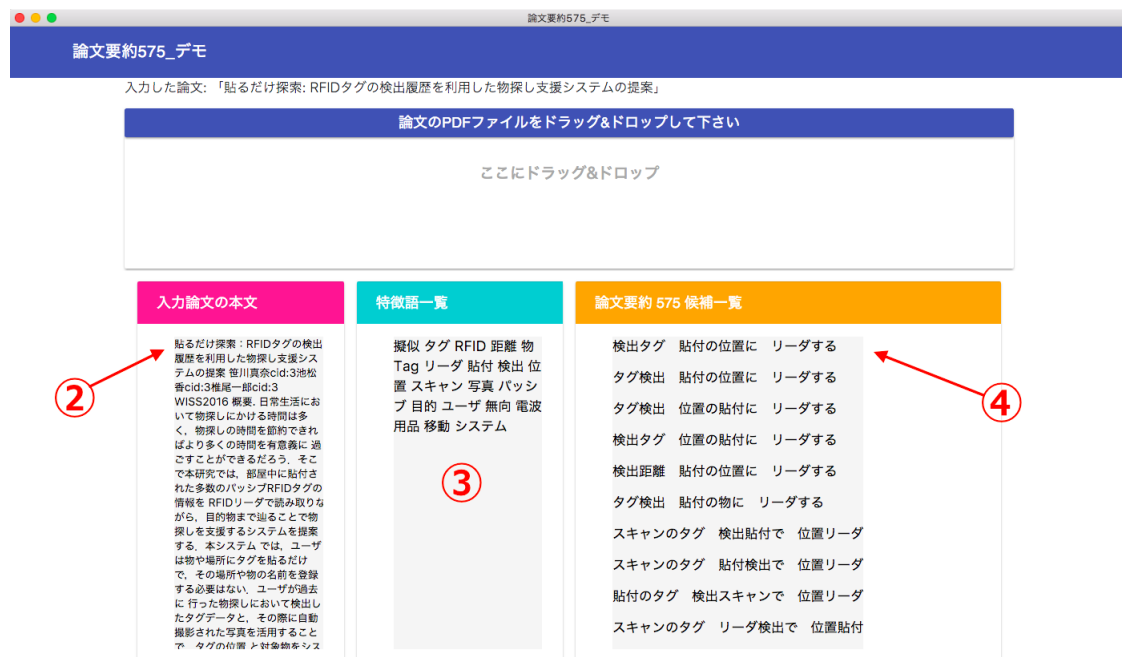 論文要約575_デモ
論文要約575_デモ
入力した論文: 「貼るだけ探索: RFIDタグの検出履歴を利用した物探し支援システムの提案」
論文のPDFファイルをドラッグ&ドロップして下さい
ここにドラッグ&ドロップ
入力論文の本文
貼るだけ探索：RFIDタグの検出
履歴を利用した物探し支援シス
テムの提案 笹川真奈cid:3池松
香cid:3椎尾一郎cid:3
WISS2016 概要. 日常生活にお
いて物探しにかける時間は多
く，物探しの時間を節約できれ
ばより多くの時間を有意義に 過
ごすことができるだろう．そこ
で本研究では，部屋中に貼付さ
れた多数のパッシブRFIDタグの
情報を RFIDリーダで読み取りな
がら，目的物まで辿ることで物
探しを支援するシステムを提案
する．本システム では，ユーザ
は物や場所にタグを貼るだけ
で，その場所や物の名前を登録
する必要はない．ユーザが過去
に 行った物探しにおいて検出し
たタグデータと，その際に自動
撮影された写真を活用すること
で，タグの位置 と対象物をシス
②
特徴語一覧
擬似 タグ RFID 距離 物
Tag リーダ 貼付 検出 位
置 スキャン 写真 パッシ
ブ 目的 ユーザ 無向 電波
用品 移動 システム
③
論文要約 575 候補一覧
検出タグ　貼付の位置に　リーダする
タグ検出　貼付の位置に　リーダする
タグ検出　位置の貼付に　リーダする
検出タグ　位置の貼付に　リーダする
検出距離　貼付の位置に　リーダする
タグ検出　貼付の物に　リーダする
スキャンのタグ　検出貼付で　位置リーダ
スキャンのタグ　貼付検出で　位置リーダ
貼付のタグ　検出スキャンで　位置リーダ
スキャンのタグ　リーダ検出で　位置貼付
④